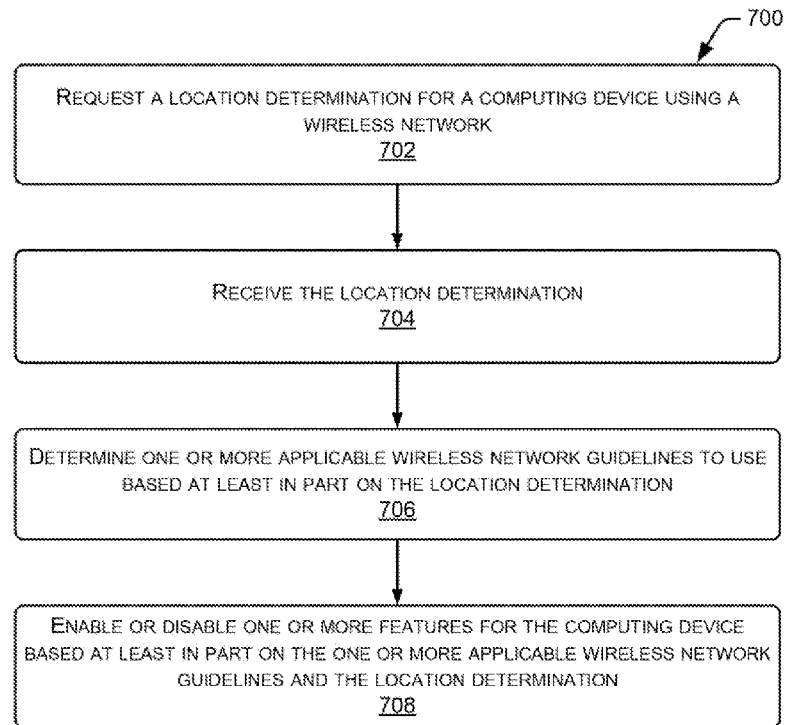 700
REQUEST A LOCATION DETERMINATION FOR A COMPUTING DEVICE USING A
WIRELESS NETWORK
702
RECEIVE THE LOCATION DETERMINATION
704
DETERMINE ONE OR MORE APPLICABLE WIRELESS NETWORK GUIDELINES TO USE
BASED AT LEAST IN PART ON THE LOCATION DETERMINATION
706
ENABLE OR DISABLE ONE OR MORE FEATURES FOR THE COMPUTING DEVICE
BASED AT LEAST IN PART ON THE ONE OR MORE APPLICABLE WIRELESS NETWORK
GUIDELINES AND THE LOCATION DETERMINATION
708